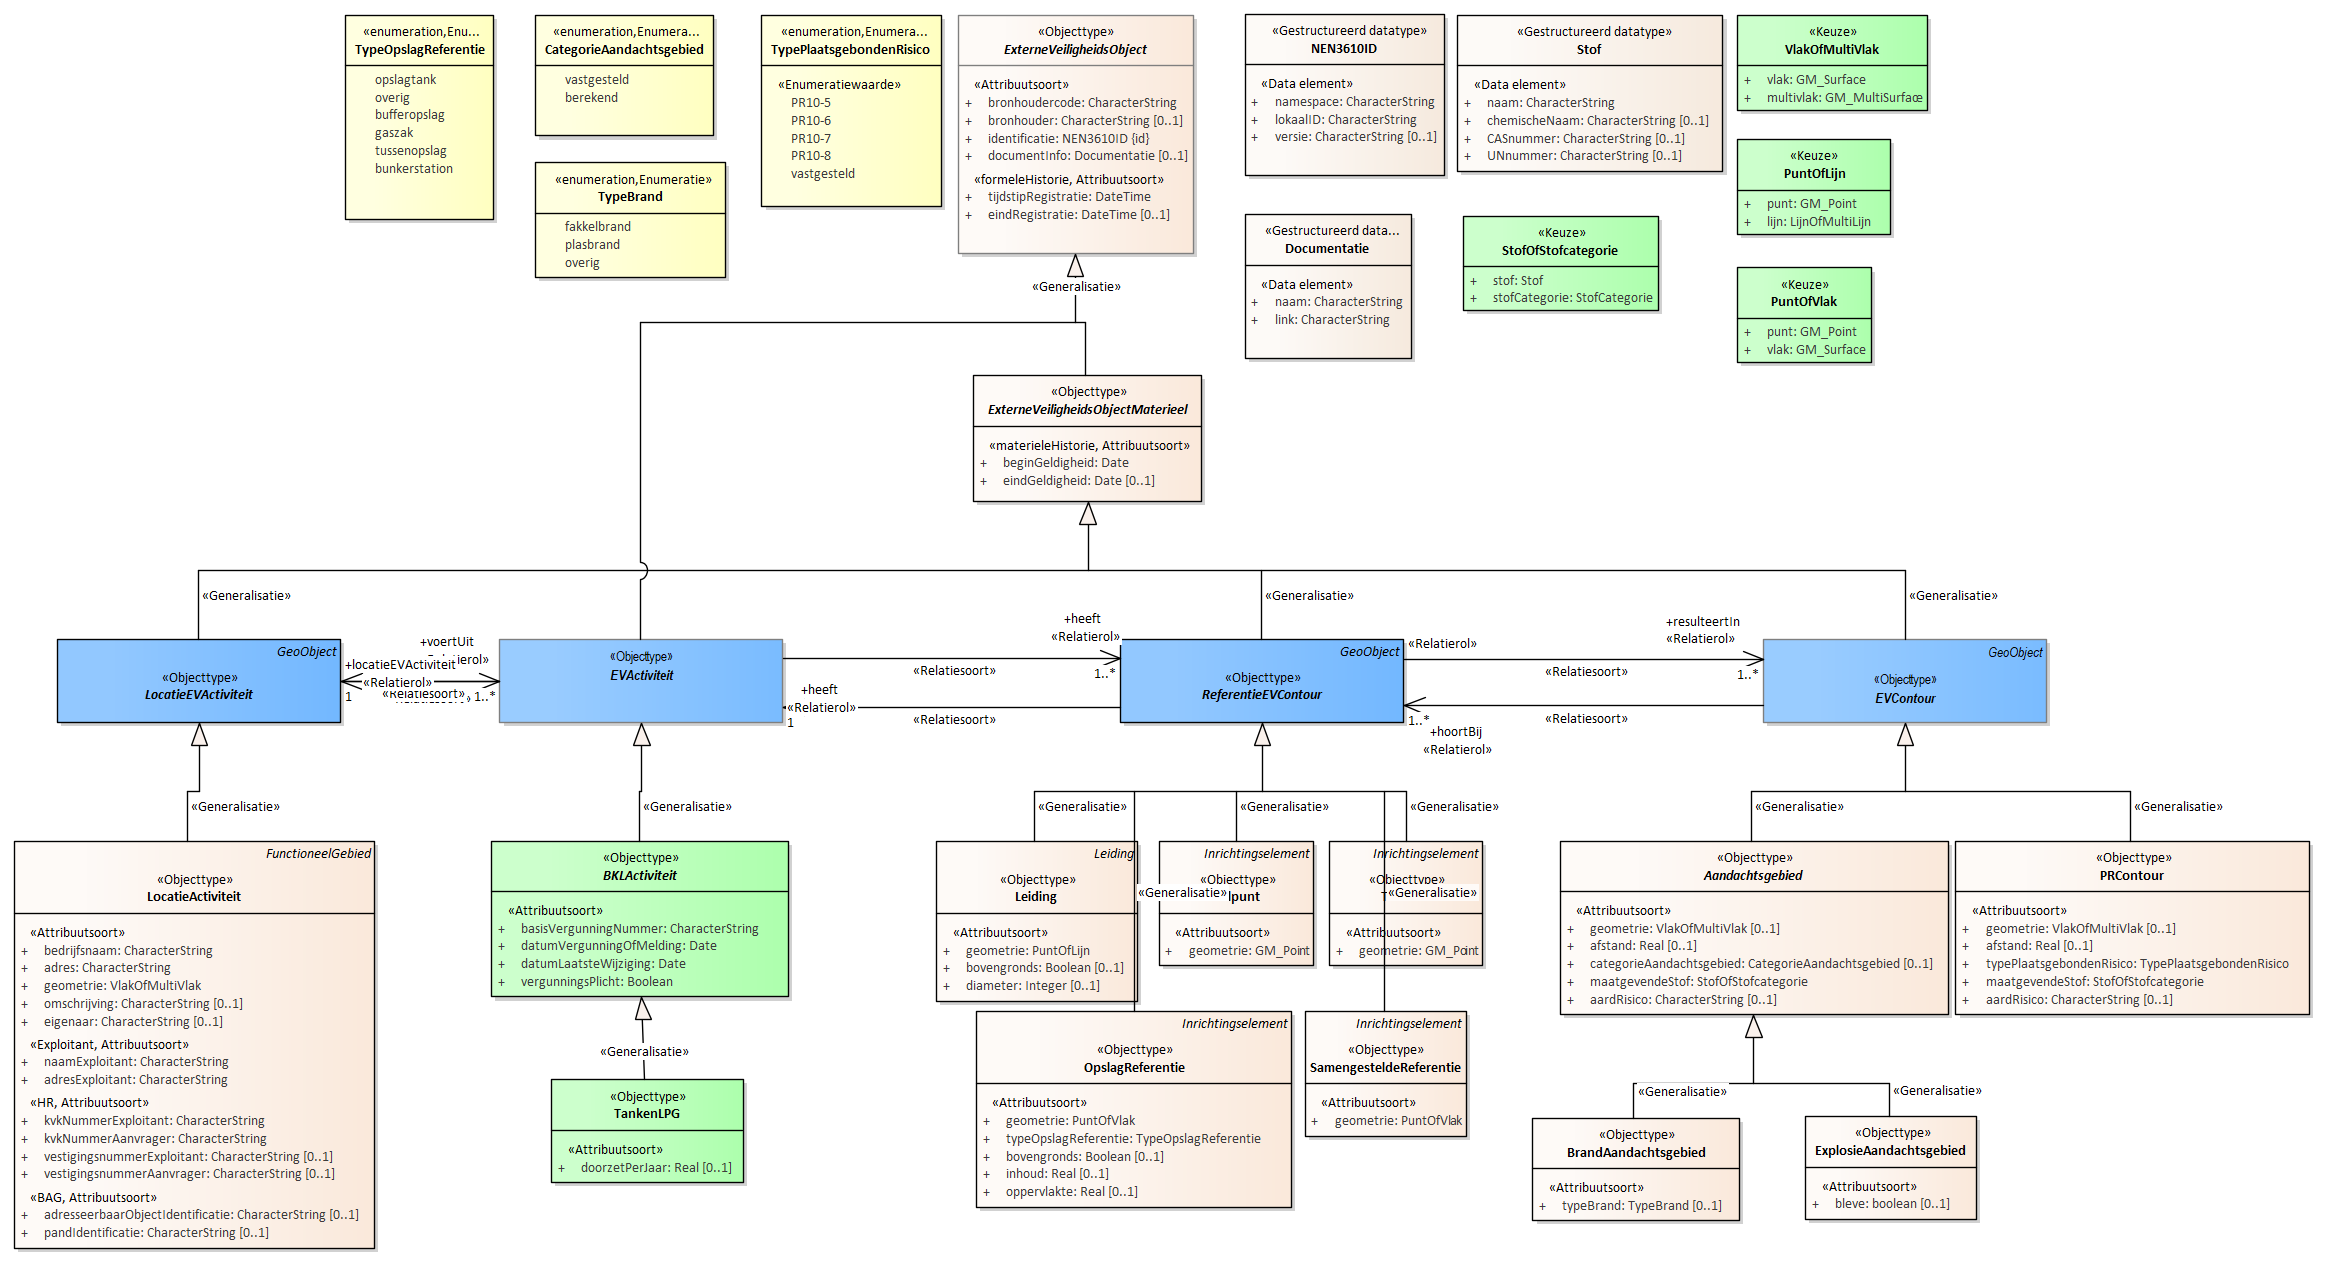 «enumeration,Enu...
TypeOpslagReferentie
opslagtank
overig
bufferopslag
gaszak
tussenopslag
bunkerstation
«enumeration,Enumera...
CategorieAandachtsgebied
vastgesteld
berekend
«enumeration,Enumeratie»
TypeBrand
fakkelbrand
plasbrand
overig
«enumeration,Enumera...
TypePlaatsgebondenRisico
«Enumeratiewaarde»
PR10-5
PR10-6
PR10-7
PR10-8
vastgesteld
«Objecttype»
ExterneVeiligheidsObject
«Attribuutsoort»
+ bronhoudercode: CharacterString
+ bronhouder: CharacterString [0..1]
+ identificatie: NEN3610ID {id}
+ documentInfo: Documentatie [0..1]
«formeleHistorie, Attribuutsoort»
+ tijdstipRegistratie: DateTime
+ eindRegistratie: DateTime [0..1]
«Gestructureerd datatype»
NEN3610ID
«Data element»
+ namespace: CharacterString
+ lokaalID: CharacterString
+ versie: CharacterString [0..1]
«Gestructureerd data...
Documentatie
«Data element»
+ naam: CharacterString
+ link: CharacterString
«Gestructureerd datatype»
Stof
«Data element»
+ naam: CharacterString
+ chemischeNaam: CharacterString [0..1]
+ CASnummer: CharacterString [0..1]
+ UNnummer: CharacterString [0..1]
«Keuze»
StofOfStofcategorie
+ stof: Stof
+ stofCategorie: StofCategorie
«Keuze»
VlakOfMultiVlak
+ vlak: GM_Surface
+ multivlak: GM_MultiSurface
«Keuze»
PuntOfLijn
+ punt: GM_Point
+ lijn: LijnOfMultiLijn
«Keuze»
PuntOfVlak
+ punt: GM_Point
+ vlak: GM_Surface
«Generalisatie»
«Objecttype»
ExterneVeiligheidsObjectMaterieel
«materieleHistorie, Attribuutsoort»
+ beginGeldigheid: Date
+ eindGeldigheid: Date [0..1]
«Generalisatie»
«Generalisatie»
«Generalisatie»
GeoObject
«Objecttype»
LocatieEVActiviteit
+voertUit
+locatieEVActiviteit
«Relatierol»
«Relatiesoort»
1
1..*
«Objecttype»
EVActiviteit
+heeft
«Relatierol»
«Relatiesoort»
1..*
+heeft
«Relatierol»
1
«Relatiesoort»
GeoObject
«Objecttype»
ReferentieEVContour
+resulteertIn
«Relatierol»
«Relatierol»
«Relatiesoort»
1..*
«Relatiesoort»
1..*
+hoortBij
«Relatierol»
GeoObject
«Objecttype»
EVContour
«Generalisatie»
«Generalisatie»
«Generalisatie»
«Generalisatie»
«Generalisatie»
«Generalisatie»
«Generalisatie»
FunctioneelGebied
«Objecttype»
LocatieActiviteit
«Attribuutsoort»
+ bedrijfsnaam: CharacterString
+ adres: CharacterString
+ geometrie: VlakOfMultiVlak
+ omschrijving: CharacterString [0..1]
+ eigenaar: CharacterString [0..1]
«Exploitant, Attribuutsoort»
+ naamExploitant: CharacterString
+ adresExploitant: CharacterString
«HR, Attribuutsoort»
+ kvkNummerExploitant: CharacterString
+ kvkNummerAanvrager: CharacterString
+ vestigingsnummerExploitant: CharacterString [0..1]
+ vestigingsnummerAanvrager: CharacterString [0..1]
«BAG, Attribuutsoort»
+ adresseerbaarObjectIdentificatie: CharacterString [0..1]
+ pandIdentificatie: CharacterString [0..1]
«Objecttype»
BKLActiviteit
«Attribuutsoort»
+ basisVergunningNummer: CharacterString
+ datumVergunningOfMelding: Date
+ datumLaatsteWijziging: Date
+ vergunningsPlicht: Boolean
«Generalisatie»
«Objecttype»
TankenLPG
«Attribuutsoort»
+ doorzetPerJaar: Real [0..1]
Leiding
«Objecttype»
Leiding
«Attribuutsoort»
+ geometrie: PuntOfLijn
+ bovengronds: Boolean [0..1]
+ diameter: Integer [0..1]
Inrichtingselement
«Objecttype»
«Generalisatie»
«Attribuutsoort»
+ geometrie: GM_Point
Inrichtingselement
«Objecttype»
«Generalisatie»
«Attribuutsoort»
+ geometrie: GM_Point
Inrichtingselement
«Objecttype»
OpslagReferentie
«Attribuutsoort»
+ geometrie: PuntOfVlak
+ typeOpslagReferentie: TypeOpslagReferentie
+ bovengronds: Boolean [0..1]
+ inhoud: Real [0..1]
+ oppervlakte: Real [0..1]
Inrichtingselement
«Objecttype»
SamengesteldeReferentie
«Attribuutsoort»
+ geometrie: PuntOfVlak
«Objecttype»
Aandachtsgebied
«Attribuutsoort»
+ geometrie: VlakOfMultiVlak [0..1]
+ afstand: Real [0..1]
+ categorieAandachtsgebied: CategorieAandachtsgebied [0..1]
+ maatgevendeStof: StofOfStofcategorie
+ aardRisico: CharacterString [0..1]
«Objecttype»
PRContour
«Attribuutsoort»
+ geometrie: VlakOfMultiVlak [0..1]
+ afstand: Real [0..1]
+ typePlaatsgebondenRisico: TypePlaatsgebondenRisico
+ maatgevendeStof: StofOfStofcategorie
+ aardRisico: CharacterString [0..1]
«Generalisatie»
«Generalisatie»
«Objecttype»
BrandAandachtsgebied
«Attribuutsoort»
+ typeBrand: TypeBrand [0..1]
«Objecttype»
ExplosieAandachtsgebied
«Attribuutsoort»
+ bleve: boolean [0..1]